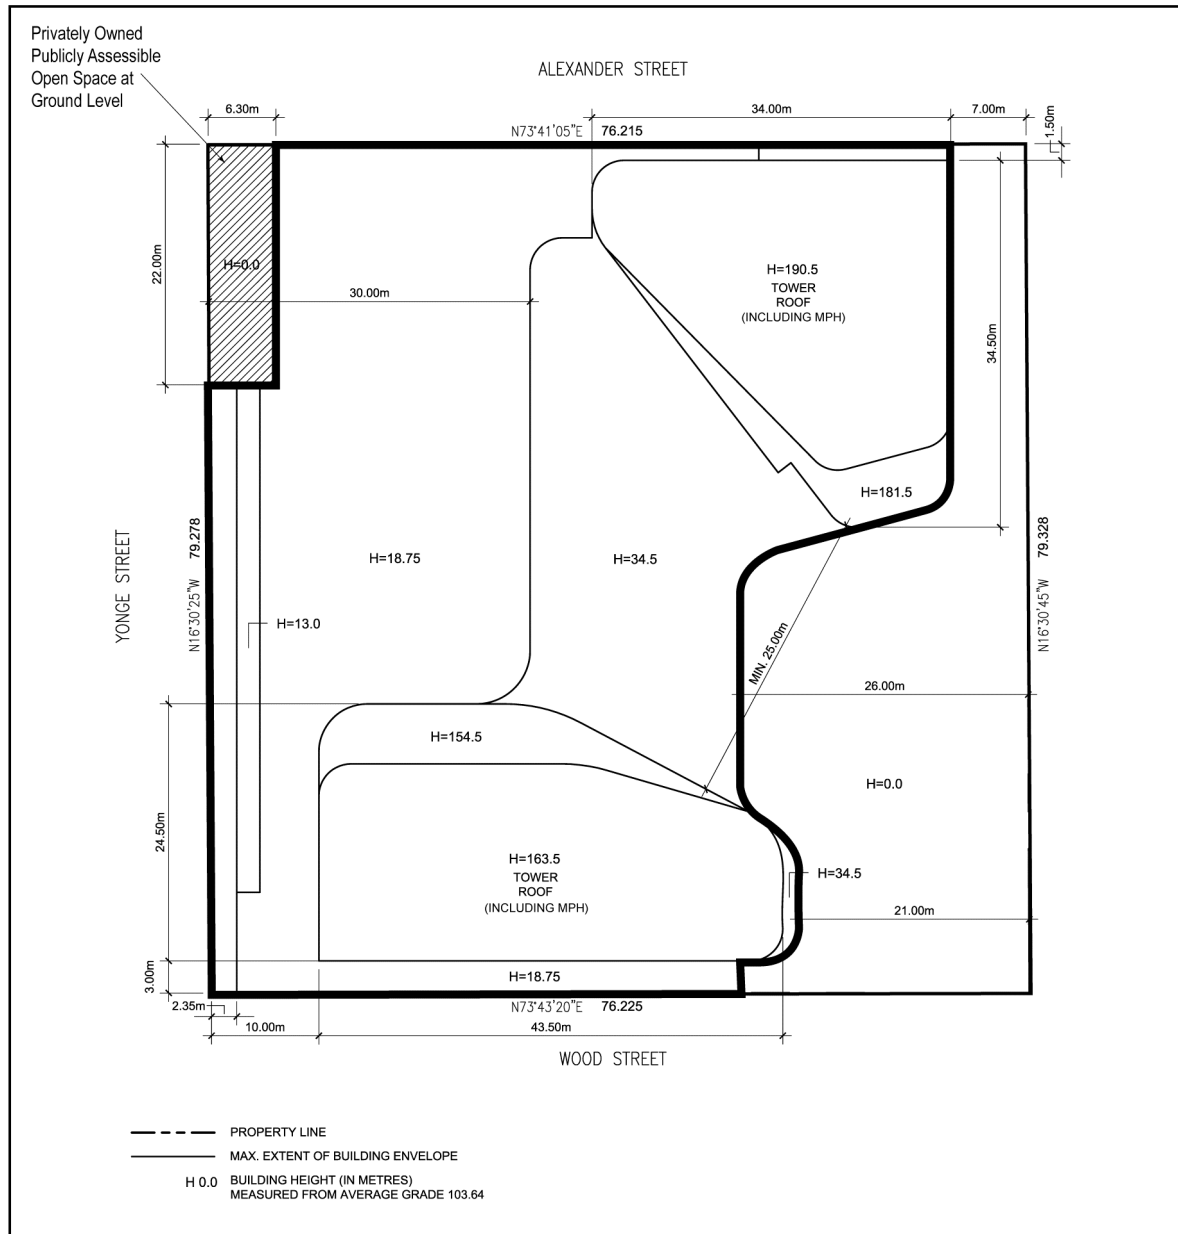 Privately Owned
Publicly Assessible
Open Space at
Ground Level
ALEXANDER STREET
6.30m
34.00m
7.00m
1.50m
N73°41'05"E 76.215
22.00m
H=0.0
30.00m
H=190.5
TOWER
ROOF
(INCLUDING MPH)
34.50m
H=181.5
YONGE STREET
N16°30'25"W 79.278
H=18.75
H=34.5
N16°30'45"W 79.328
H=13.0
MIN. 25.00m
26.00m
H=154.5
H=0.0
24.50m
H=163.5
TOWER
ROOF
(INCLUDING MPH)
H=34.5
21.00m
3.00m
H=18.75
2.35m
N73°43'20"E 76.225
10.00m
43.50m
WOOD STREET
PROPERTY LINE
MAX. EXTENT OF BUILDING ENVELOPE
H 0.0 BUILDING HEIGHT (IN METRES)
MEASURED FROM AVERAGE GRADE 103.64